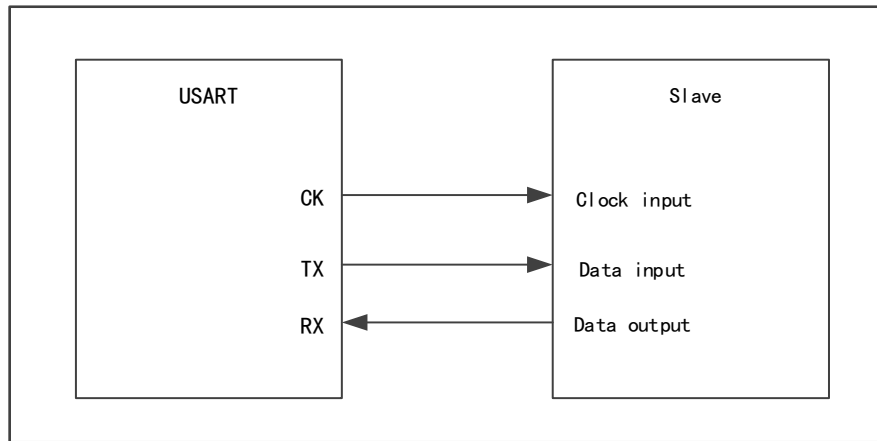 USART
Slave
CK
Clock input
TX
Data input
RX
Data output